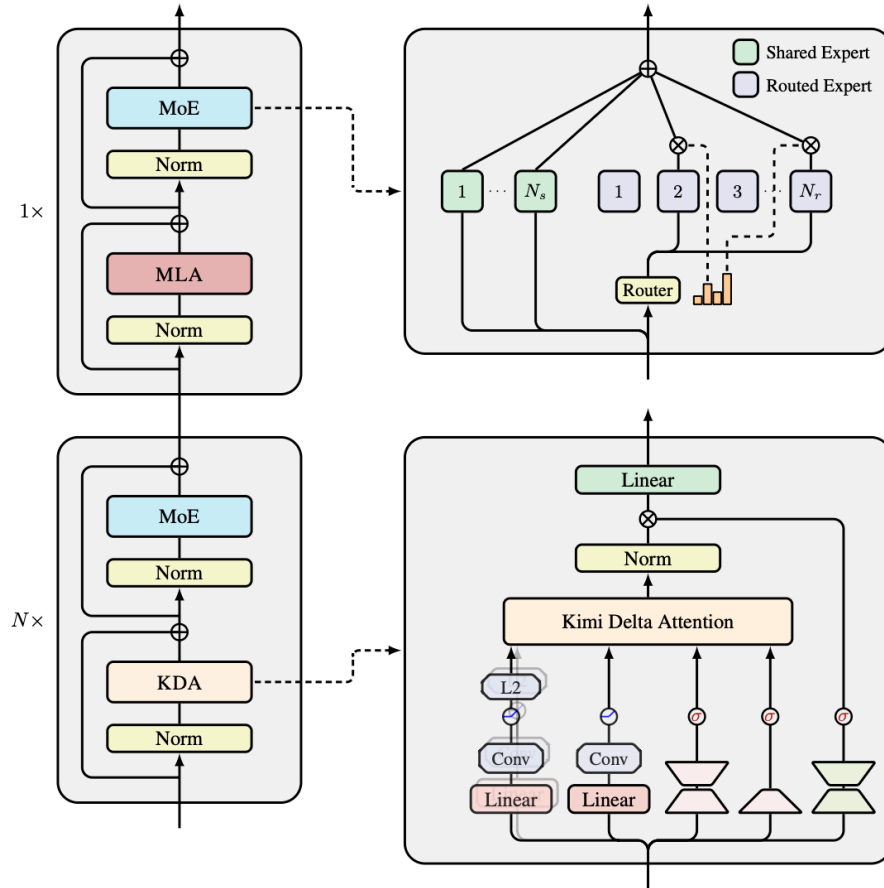 MoE
Norm
1×
MLA
Norm
MoE
Norm
N×
KDA
Norm
Shared Expert
Routed Expert
1 ··· N_s 1 2 3 ··· N_r
Router
Linear
Norm
Kimi Delta Attention
L2
σ σ σ
Conv Conv
Linear Linear